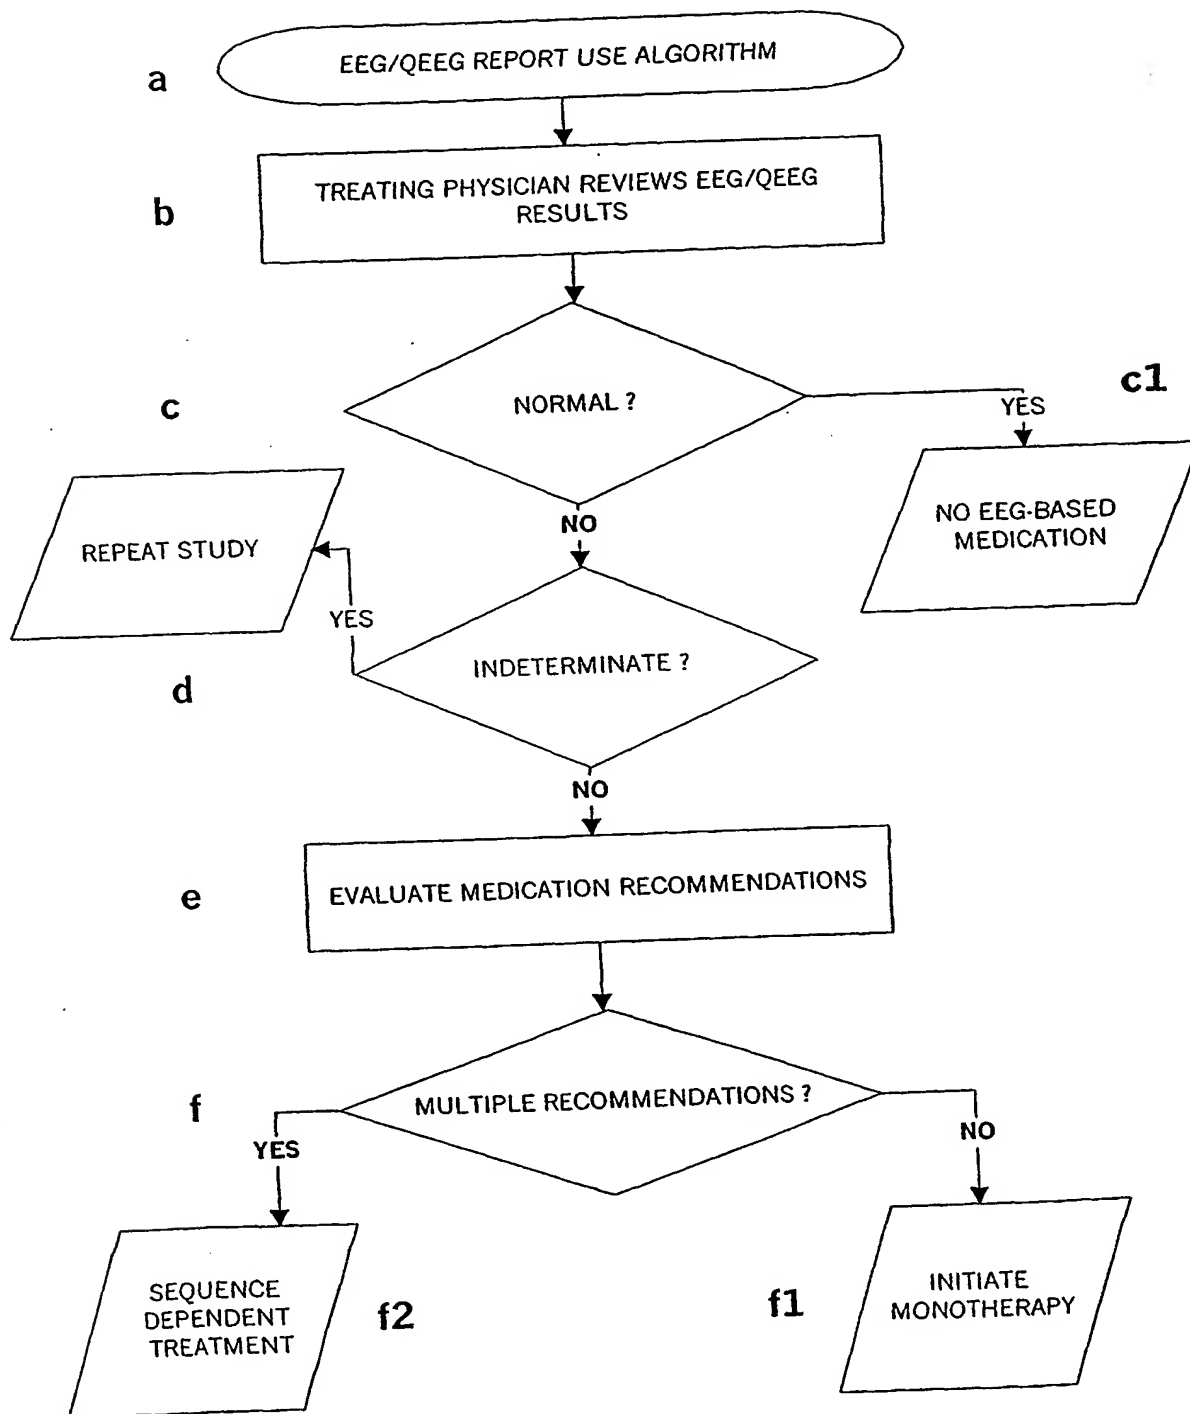 a
EEG/QEEG REPORT USE ALGORITHM
b
TREATING PHYSICIAN REVIEWS EEG/QEEG
RESULTS
c
NORMAL ?
c1
YES
NO EEG-BASED
MEDICATION
NO
REPEAT STUDY
YES
d
INDETERMINATE ?
NO
e
EVALUATE MEDICATION RECOMMENDATIONS
f
MULTIPLE RECOMMENDATIONS ?
YES
NO
SEQUENCE
DEPENDENT
TREATMENT
f2
f1
INITIATE
MONOTHERAPY